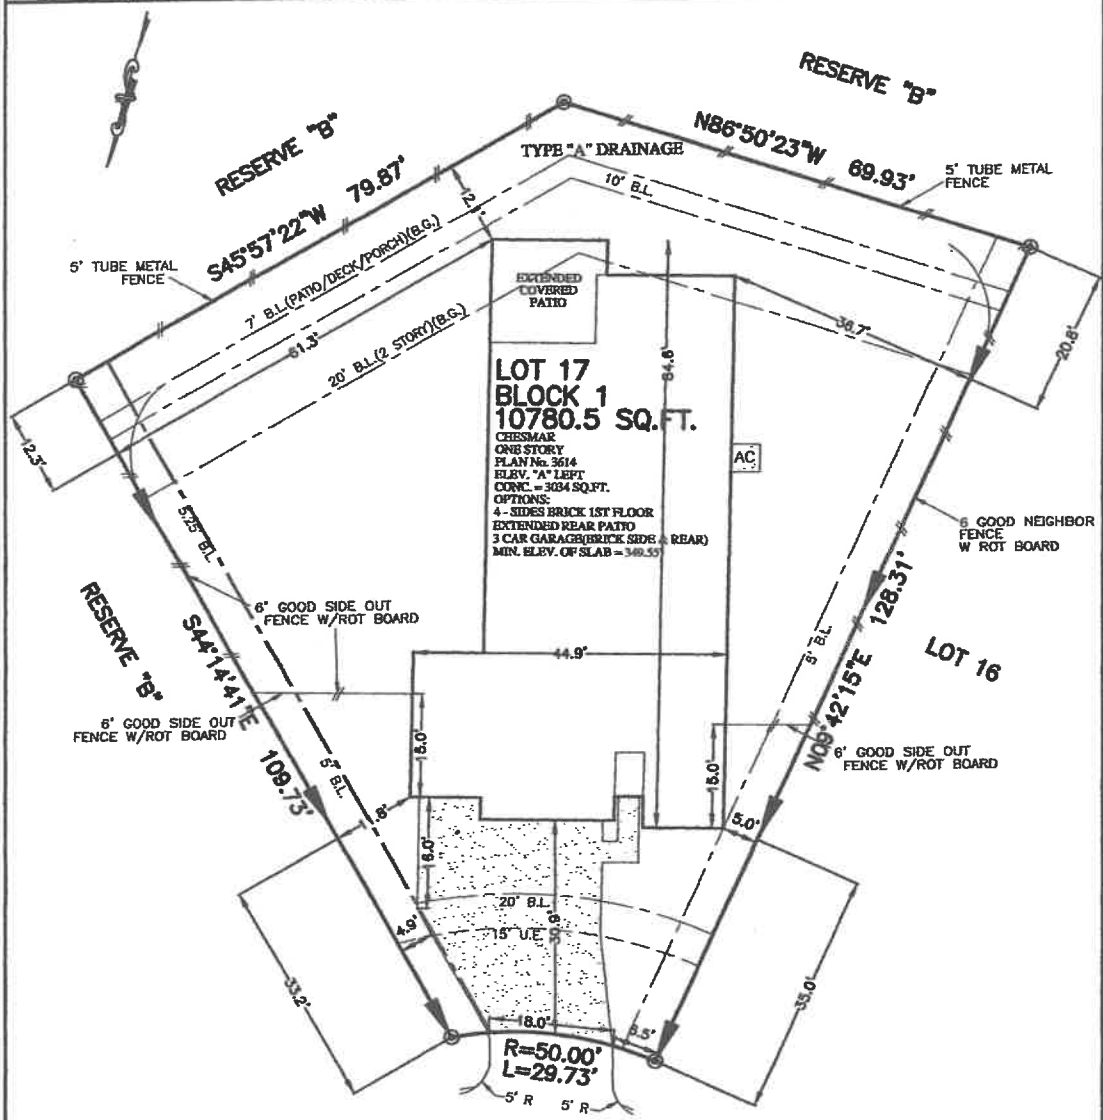 RESERVE "B"
RESERVE "B"
N86°50'23"W 69.93'
TYPE "A" DRAINAGE
5' TUBE METAL
FENCE
10' B.L.
S45°57'22"W 79.87'
5' TUBE METAL
FENCE
7' B.L.(PATIO/DECK/PORCH)(B.G.)
61.3'
20' B.L.(2 STORY)(B.G.)
EXTENDED
COVERED
PATIO
36.7'
20.8'
84.6'
12.3'
LOT 17
BLOCK 1
10780.5 SQ.FT.
CHESMAR
ONE STORY
PLAN No. 3614
ELEV. "A" LEFT
CONC. = 3034 SQ.FT.
OPTIONS:
4 - SIDES BRICK 1ST FLOOR
EXTENDED REAR PATIO
3 CAR GARAGE(BRICK SIDE & REAR)
MIN. ELEV. OF SLAB = 349.55'
AC
5.25' B.L.
6' GOOD NEIGHBOR
FENCE
W ROT BOARD
RESERVE "B"
6' GOOD SIDE OUT
FENCE W/ROT BOARD
S44°14'41"E 109.73'
6' GOOD SIDE OUT
FENCE W/ROT BOARD
44.9'
5' B.L.
N09°42'15"E 128.31'
LOT 16
6' GOOD SIDE OUT
FENCE W/ROT BOARD
15.0'
15.0'
5' B.L.
5.0'
16.0'
20' B.L.
15' U.E.
30.9'
4.9'
33.2'
35.0'
18.0'
R=50.00'
L=29.73'
5' R 5' R